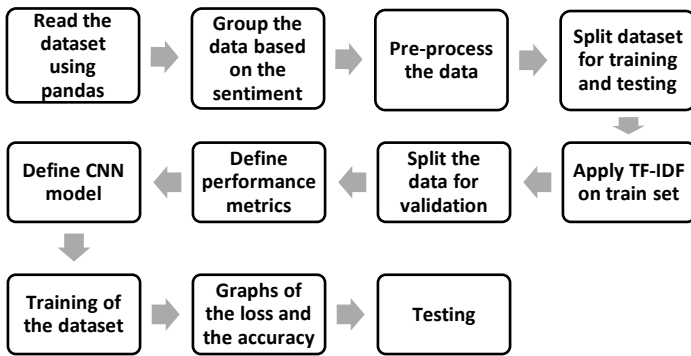 Read the
dataset
using
pandas
Group the
data based
on the
sentiment
Pre-process
the data
Split dataset
for training
and testing
Apply TF-IDF
on train set
Split the
data for
validation
Define
performance
metrics
Define CNN
model
Training of
the dataset
Graphs of
the loss and
the accuracy
Testing